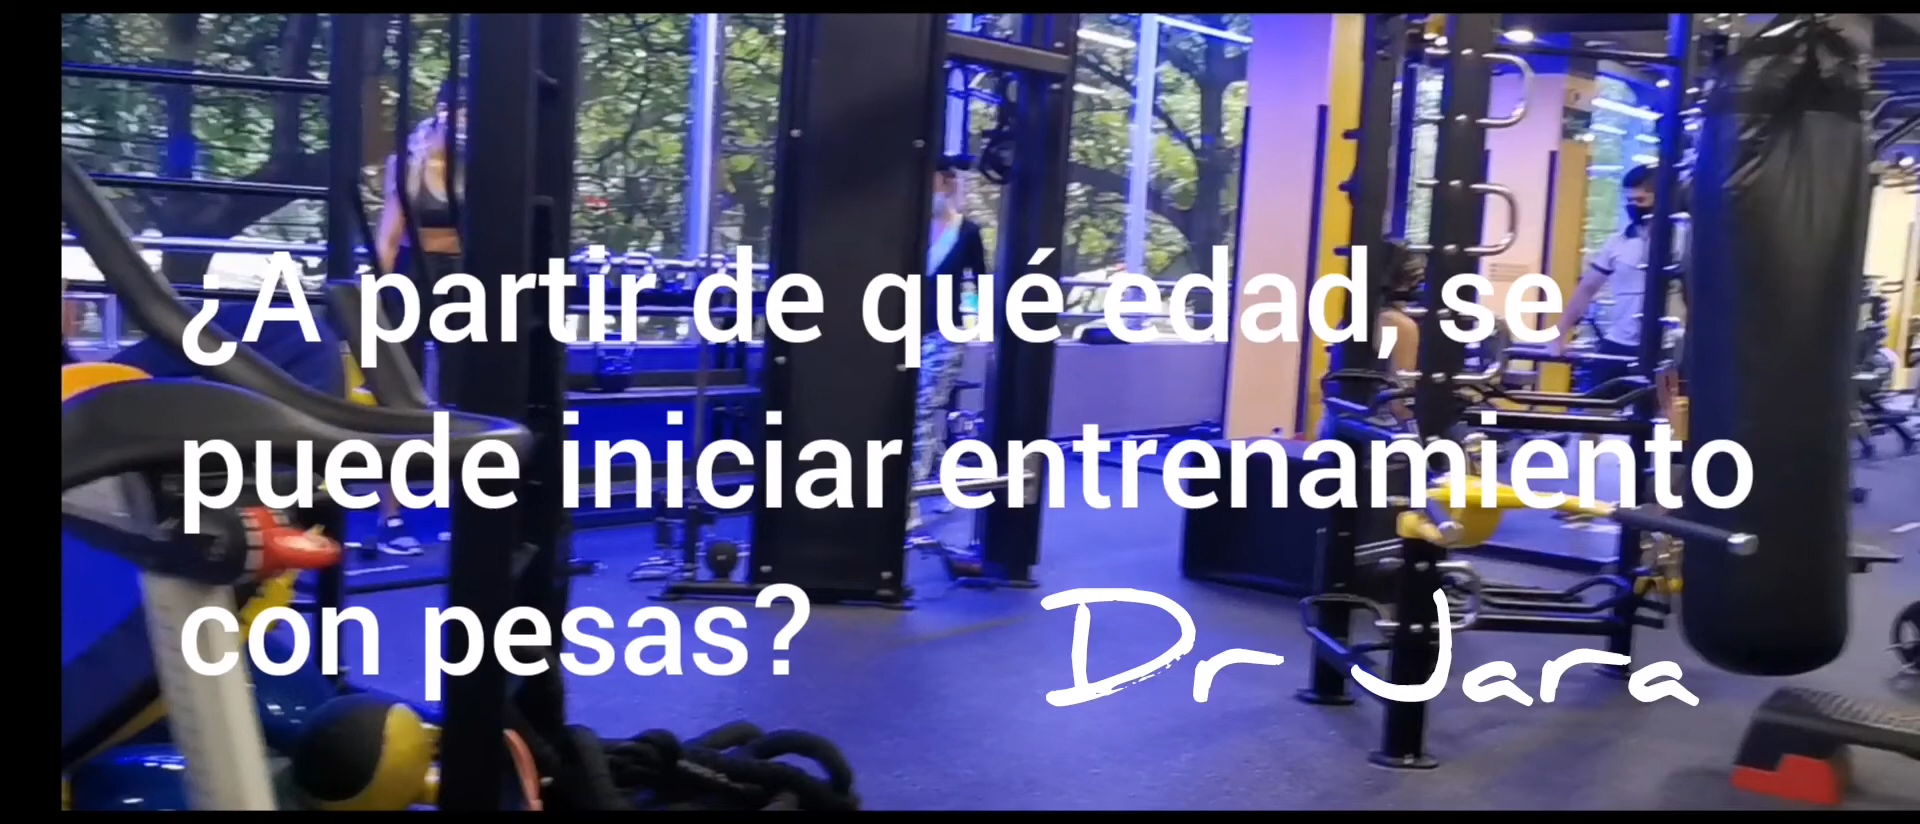 ¿A partir de qué edad, se
puede iniciar entrenamiento
con pesas?
Dr Jara